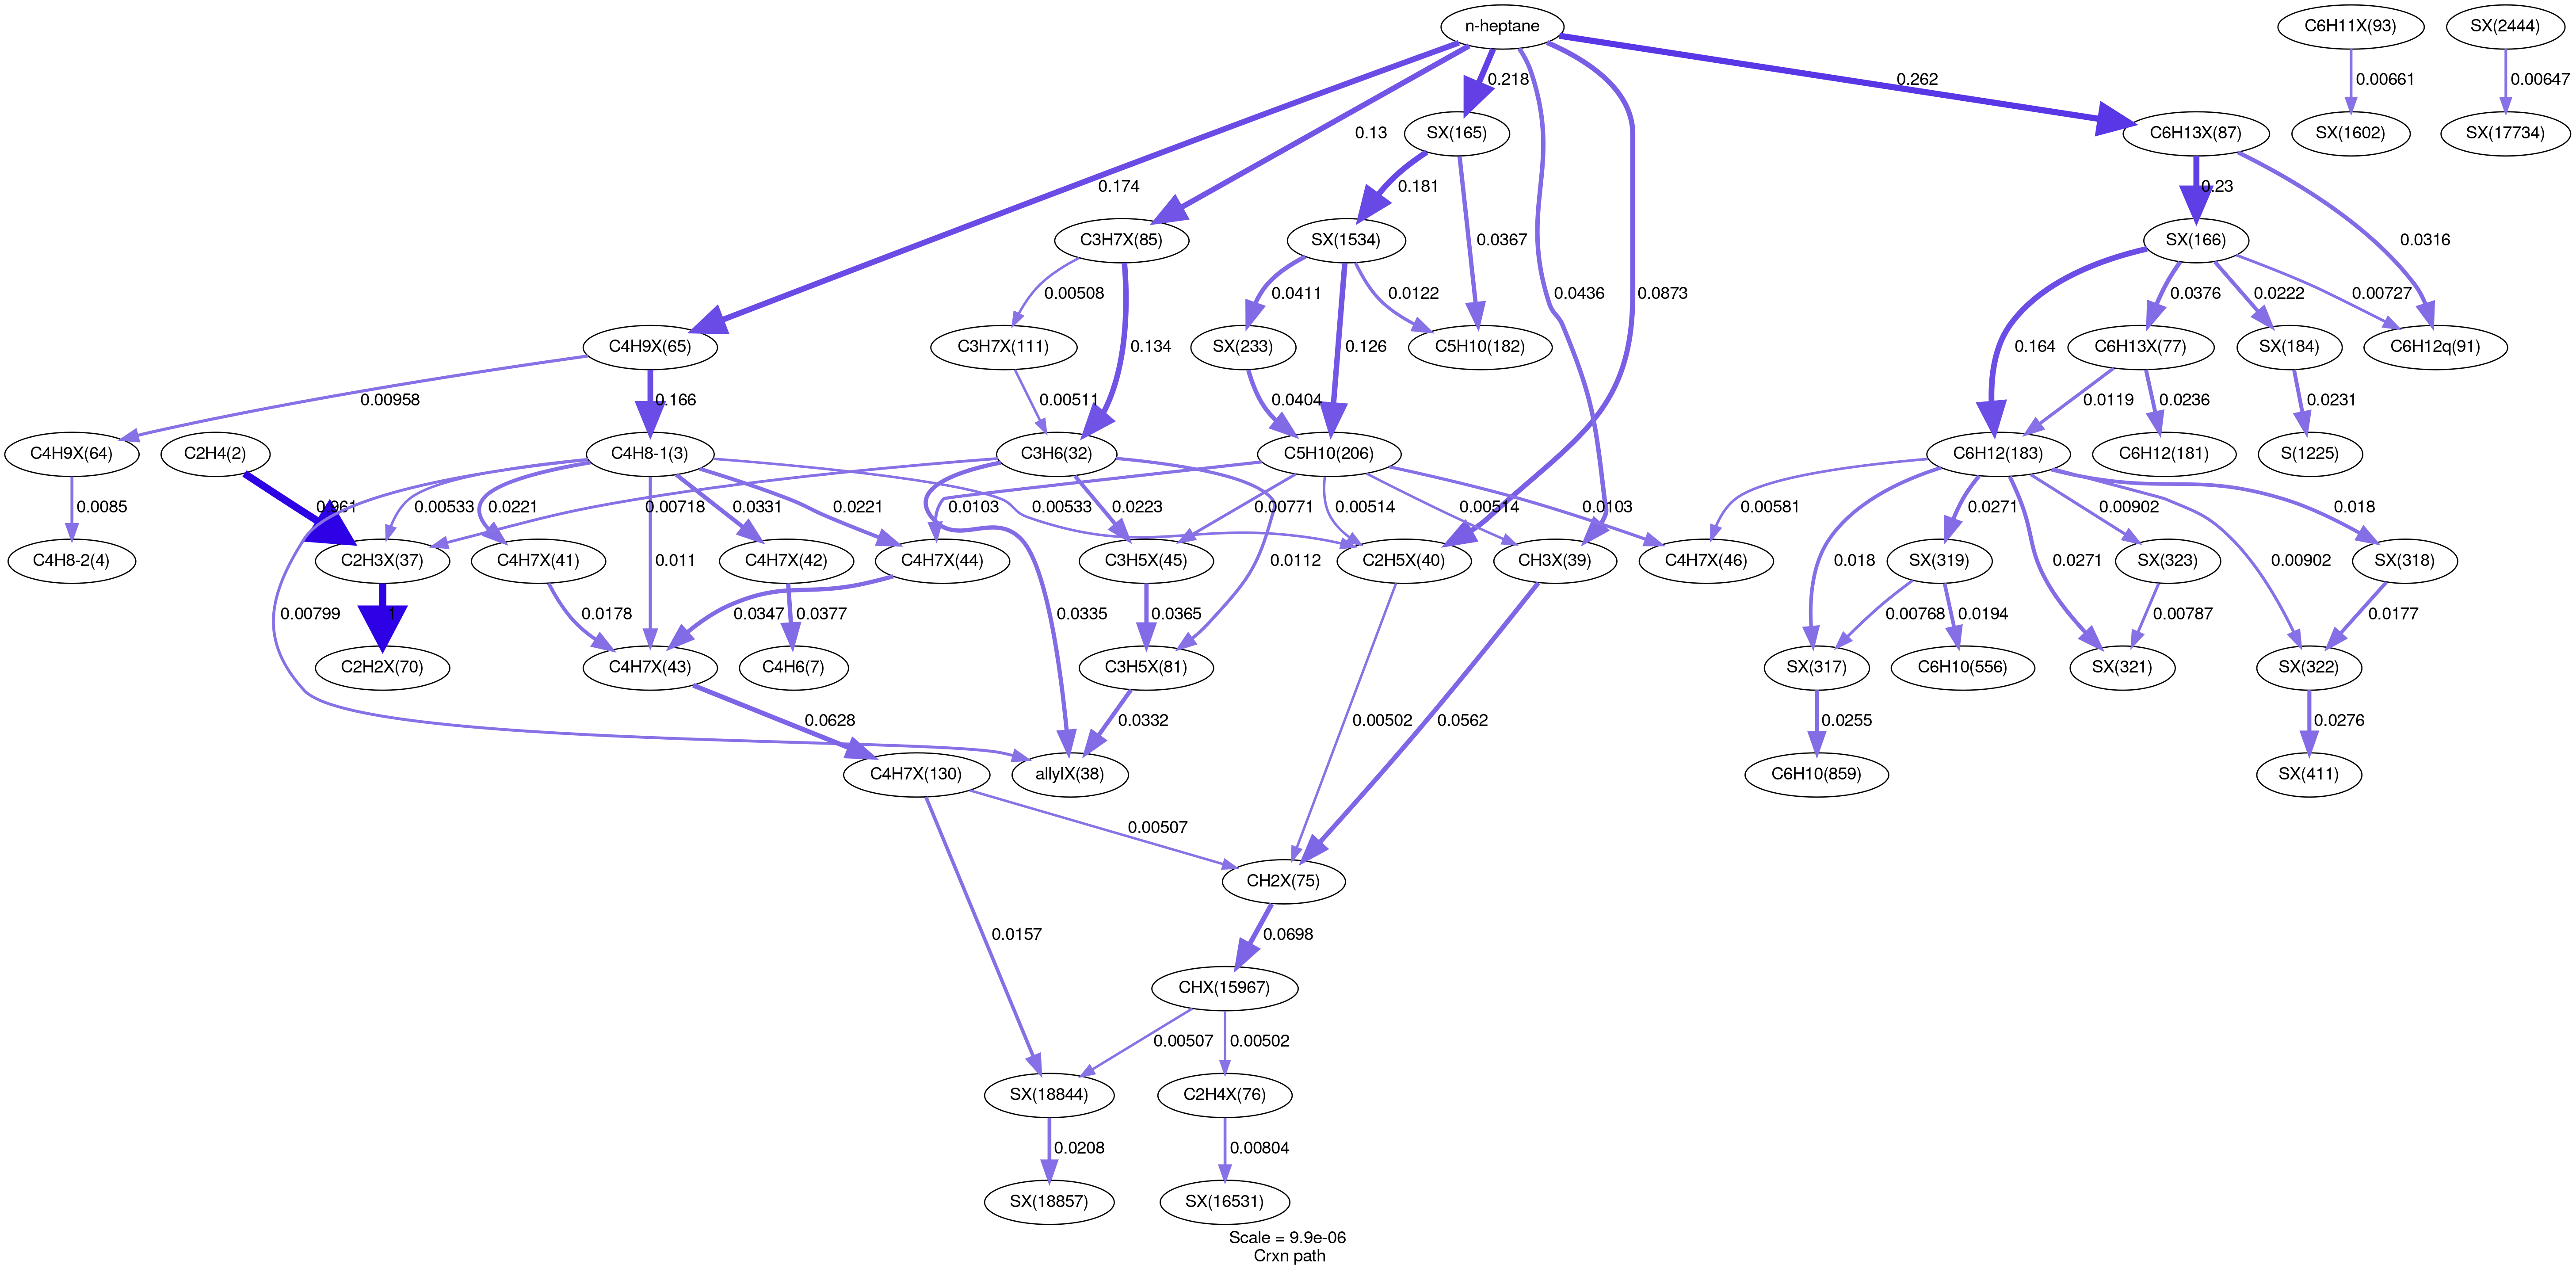 n-heptane
C6H11X(93)
SX(2444)
0.218
0.262
0.00661
0.00647
0.13
SX(165)
C6H13X(87)
SX(1602)
SX(17734)
0.174
0.181
0.23
C3H7X(85)
SX(1534)
0.0367
SX(166)
0.0316
0.00508
0.0411
0.0122
0.0436
0.0873
0.0376
0.0222
0.00727
C4H9X(65)
C3H7X(111)
0.134
SX(233)
0.126
C5H10(182)
0.164
C6H13X(77)
SX(184)
C6H12q(91)
0.00958
0.166
0.00511
0.0404
0.0119
0.0236
0.0231
C4H9X(64)
C2H4(2)
C4H8-1(3)
C3H6(32)
C5H10(206)
C6H12(183)
C6H12(181)
S(1225)
0.0085
0.961
0.00533
0.0221
0.0331
0.0221
0.00718
0.0103
0.00533
0.0223
0.00771
0.00514
0.00514
0.0103
0.00581
0.0271
0.00902
0.018
C4H8-2(4)
C2H3X(37)
C4H7X(41)
0.011
C4H7X(42)
C4H7X(44)
C3H5X(45)
0.0112
C2H5X(40)
CH3X(39)
C4H7X(46)
0.018
SX(319)
0.0271
SX(323)
0.00902
SX(318)
0.00799
1
0.0178
0.0377
0.0347
0.0335
0.0365
0.00768
0.0194
0.00787
0.0177
C2H2X(70)
C4H7X(43)
C4H6(7)
C3H5X(81)
SX(317)
C6H10(556)
SX(321)
SX(322)
0.0628
0.0332
0.00502
0.0562
0.0255
0.0276
C4H7X(130)
allylX(38)
C6H10(859)
SX(411)
0.00507
CH2X(75)
0.0157
0.0698
CHX(15967)
0.00507
0.00502
SX(18844)
C2H4X(76)
0.0208
0.00804
SX(18857)
SX(16531)
Scale = 9.9e-06
Crxn path